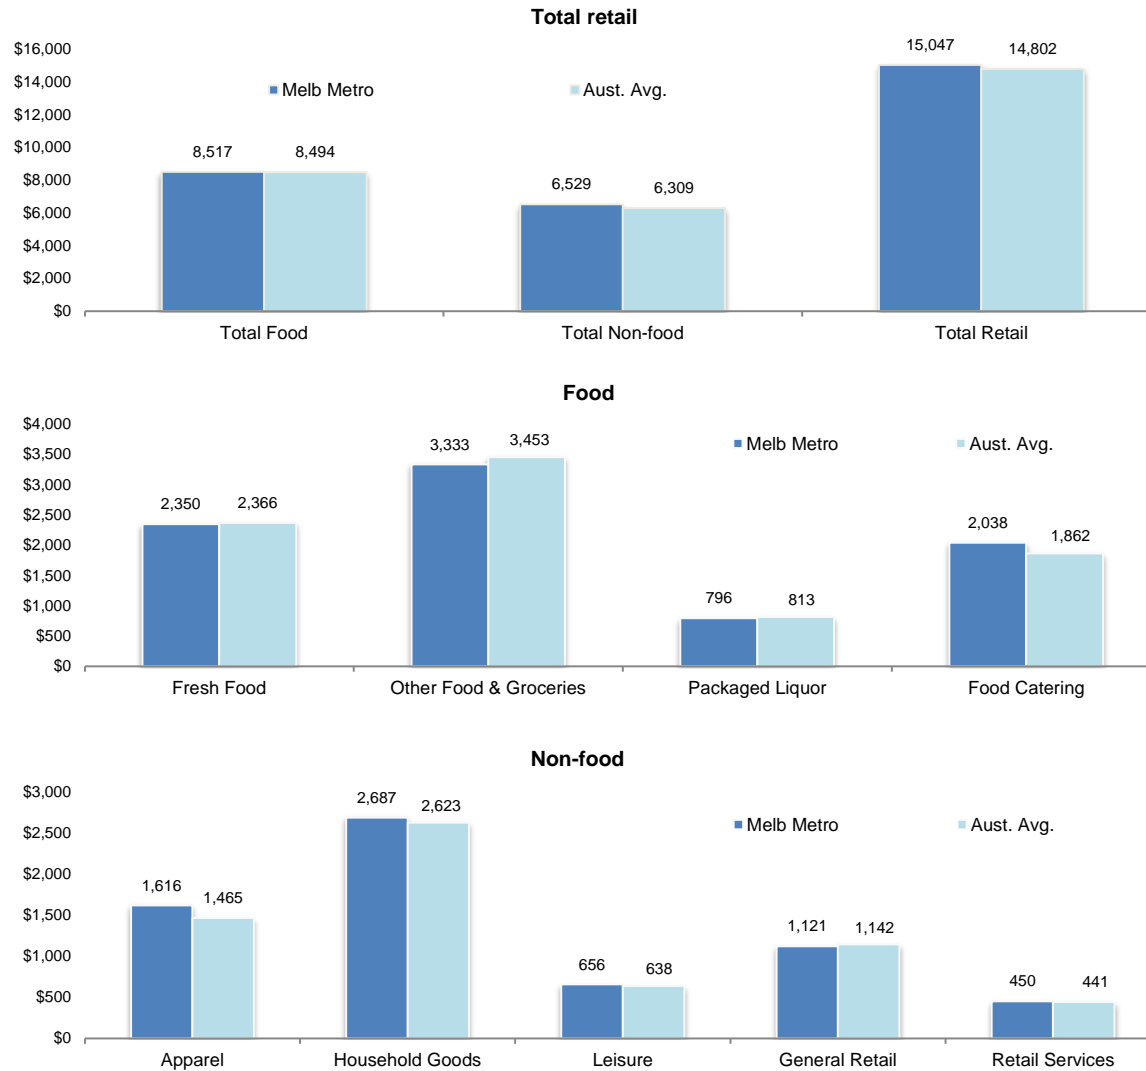 Total retail
$16,000
$14,000
$12,000
$10,000
$8,000
$6,000
$4,000
$2,000
$0
Melb Metro Aust. Avg.
8,517 8,494 6,529 6,309 15,047 14,802
Total Food Total Non-food Total Retail
Food
$4,000
$3,500
$3,000
$2,500
$2,000
$1,500
$1,000
$500
$0
Melb Metro Aust. Avg.
2,350 2,366 3,333 3,453 796 813 2,038 1,862
Fresh Food Other Food & Groceries Packaged Liquor Food Catering
Non-food
$3,000
$2,500
$2,000
$1,500
$1,000
$500
$0
Melb Metro Aust. Avg.
1,616 1,465 2,687 2,623 656 638 1,121 1,142 450 441
Apparel Household Goods Leisure General Retail Retail Services